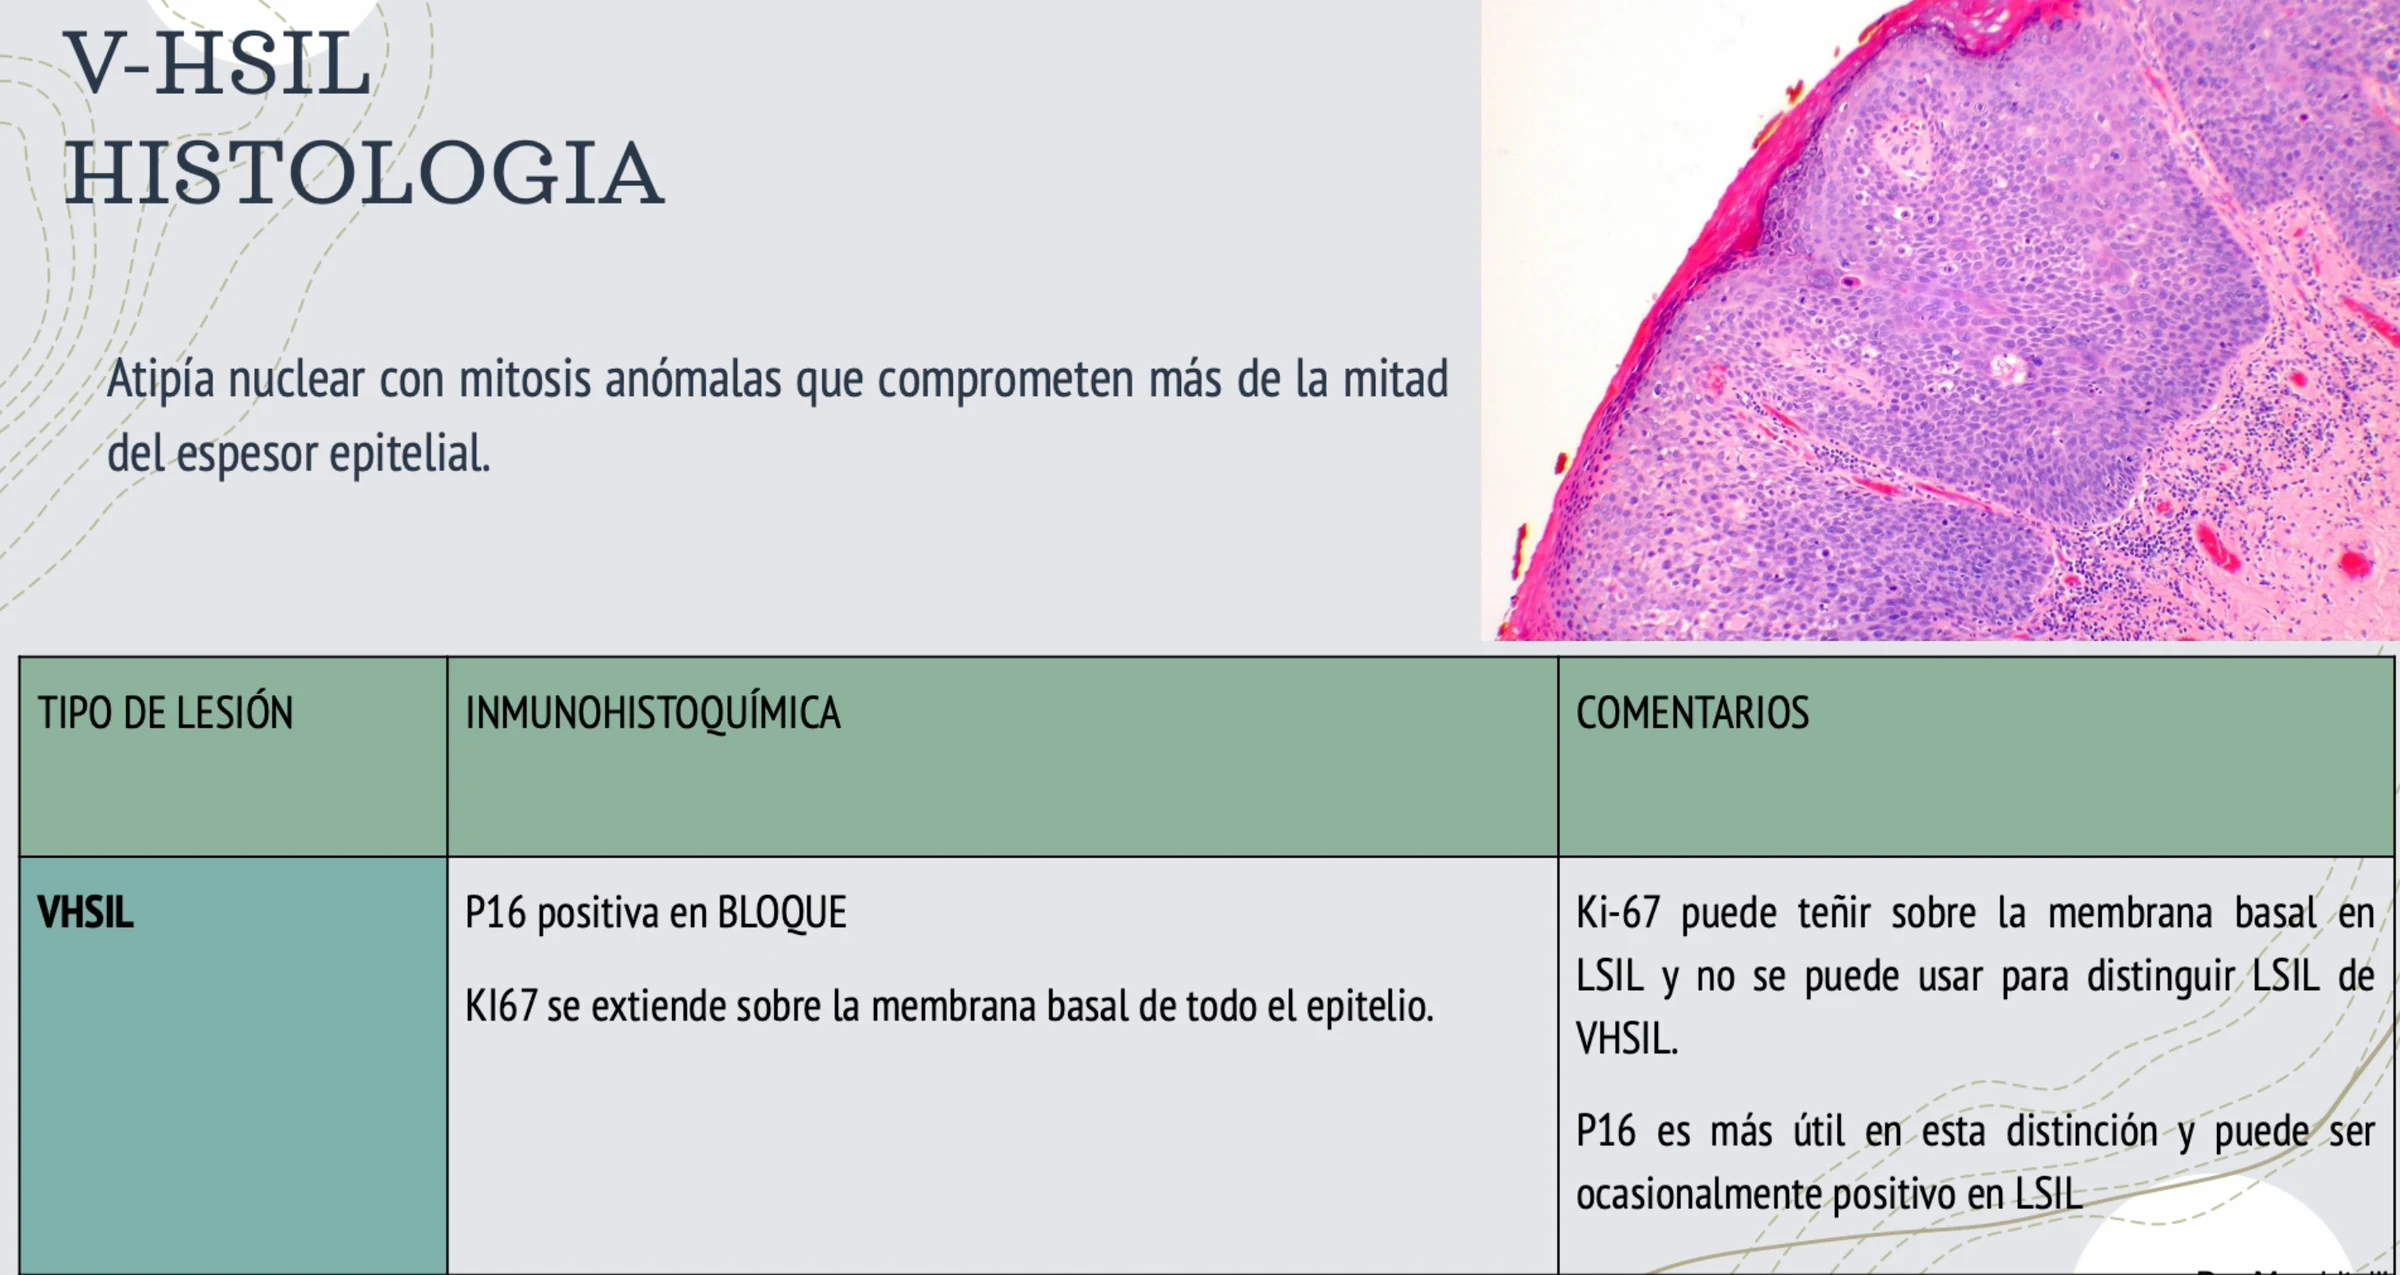 V-HSIL
HISTOLOGIA
Atipía nuclear con mitosis anómalas que comprometen más de la mitad
del espesor epitelial.
TIPO DE LESIÓN
INMUNOHISTOQUÍMICA
COMENTARIOS
VHSIL
P16 positiva en BLOQUE
KI67 se extiende sobre la membrana basal de todo el epitelio.
Ki-67 puede teñir sobre la membrana basal en
LSIL y no se puede usar para distinguir LSIL de
VHSIL.
P16 es más útil en esta distinción y puede ser
ocasionalmente positivo en LSIL